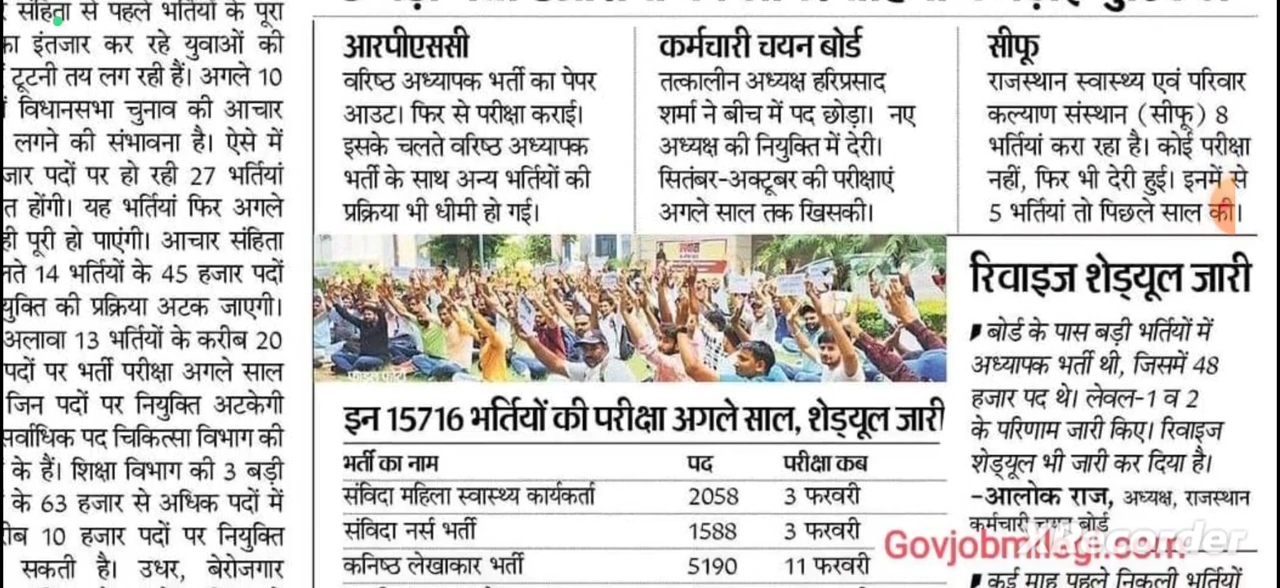 संहिता से पहले भर्तियों के पूरा
इंतजार कर रहे युवाओं की
टूटनी तय लग रही हैं। अगले 10
विधानसभा चुनाव की आचार
लगने की संभावना है। ऐसे में
पदों पर हो रही 27 भर्तियां
होंगी। यह भर्तियां फिर अगले
ही पूरी हो पाएंगी। आचार संहिता
14 भर्तियों के 45 हजार पदों
की प्रक्रिया अटक जाएगी।
अलावा 13 भर्तियों के करीब 20
पदों पर भर्ती परीक्षा अगले साल
जिन पदों पर नियुक्ति अटकेगी
सर्वाधिक पद चिकित्सा विभाग की
के हैं। शिक्षा विभाग की 3 बड़ी
के 63 हजार से अधिक पदों में
10 हजार पदों पर नियुक्ति
सकती है। उधर, बेरोजगार
आरपीएससी
वरिष्ठ अध्यापक भर्ती का पेपर
आउट। फिर से परीक्षा कराई।
इसके चलते वरिष्ठ अध्यापक
भर्ती के साथ अन्य भर्तियों की
प्रक्रिया भी धीमी हो गई।
कर्मचारी चयन बोर्ड
तत्कालीन अध्यक्ष हरिप्रसाद
शर्मा ने बीच में पद छोड़ा। नए
अध्यक्ष की नियुक्ति में देरी।
सितंबर-अक्टूबर की परीक्षाएं
अगले साल तक खिसकी।
सीफू
राजस्थान स्वास्थ्य एवं परिवार
कल्याण संस्थान (सीफू) 8
भर्तियां करा रहा है। कोई परीक्षा
नहीं, फिर भी देरी हुई। इनमें से
5 भर्तियां तो पिछले साल की।
फाइल फोटो
इन 15716 भर्तियों की परीक्षा अगले साल, शेड्यूल जारी
भर्ती का नाम पद परीक्षा कब
संविदा महिला स्वास्थ्य कार्यकर्ता 2058 3 फरवरी
संविदा नर्स भर्ती 1588 3 फरवरी
कनिष्ठ लेखाकार भर्ती 5190 11 फरवरी
रिवाइज शेड्यूल जारी
बोर्ड के पास बड़ी भर्तियों में
अध्यापक भर्ती थी, जिसमें 48
हजार पद थे। लेवल-1 व 2
के परिणाम जारी किए। रिवाइज
शेड्यूल भी जारी कर दिया है।
-आलोक राज, अध्यक्ष, राजस्थान
कर्मचारी चयन बोर्ड
कई माह पहले निकली भर्तियों
Govjobmilegi.com
XRecorder